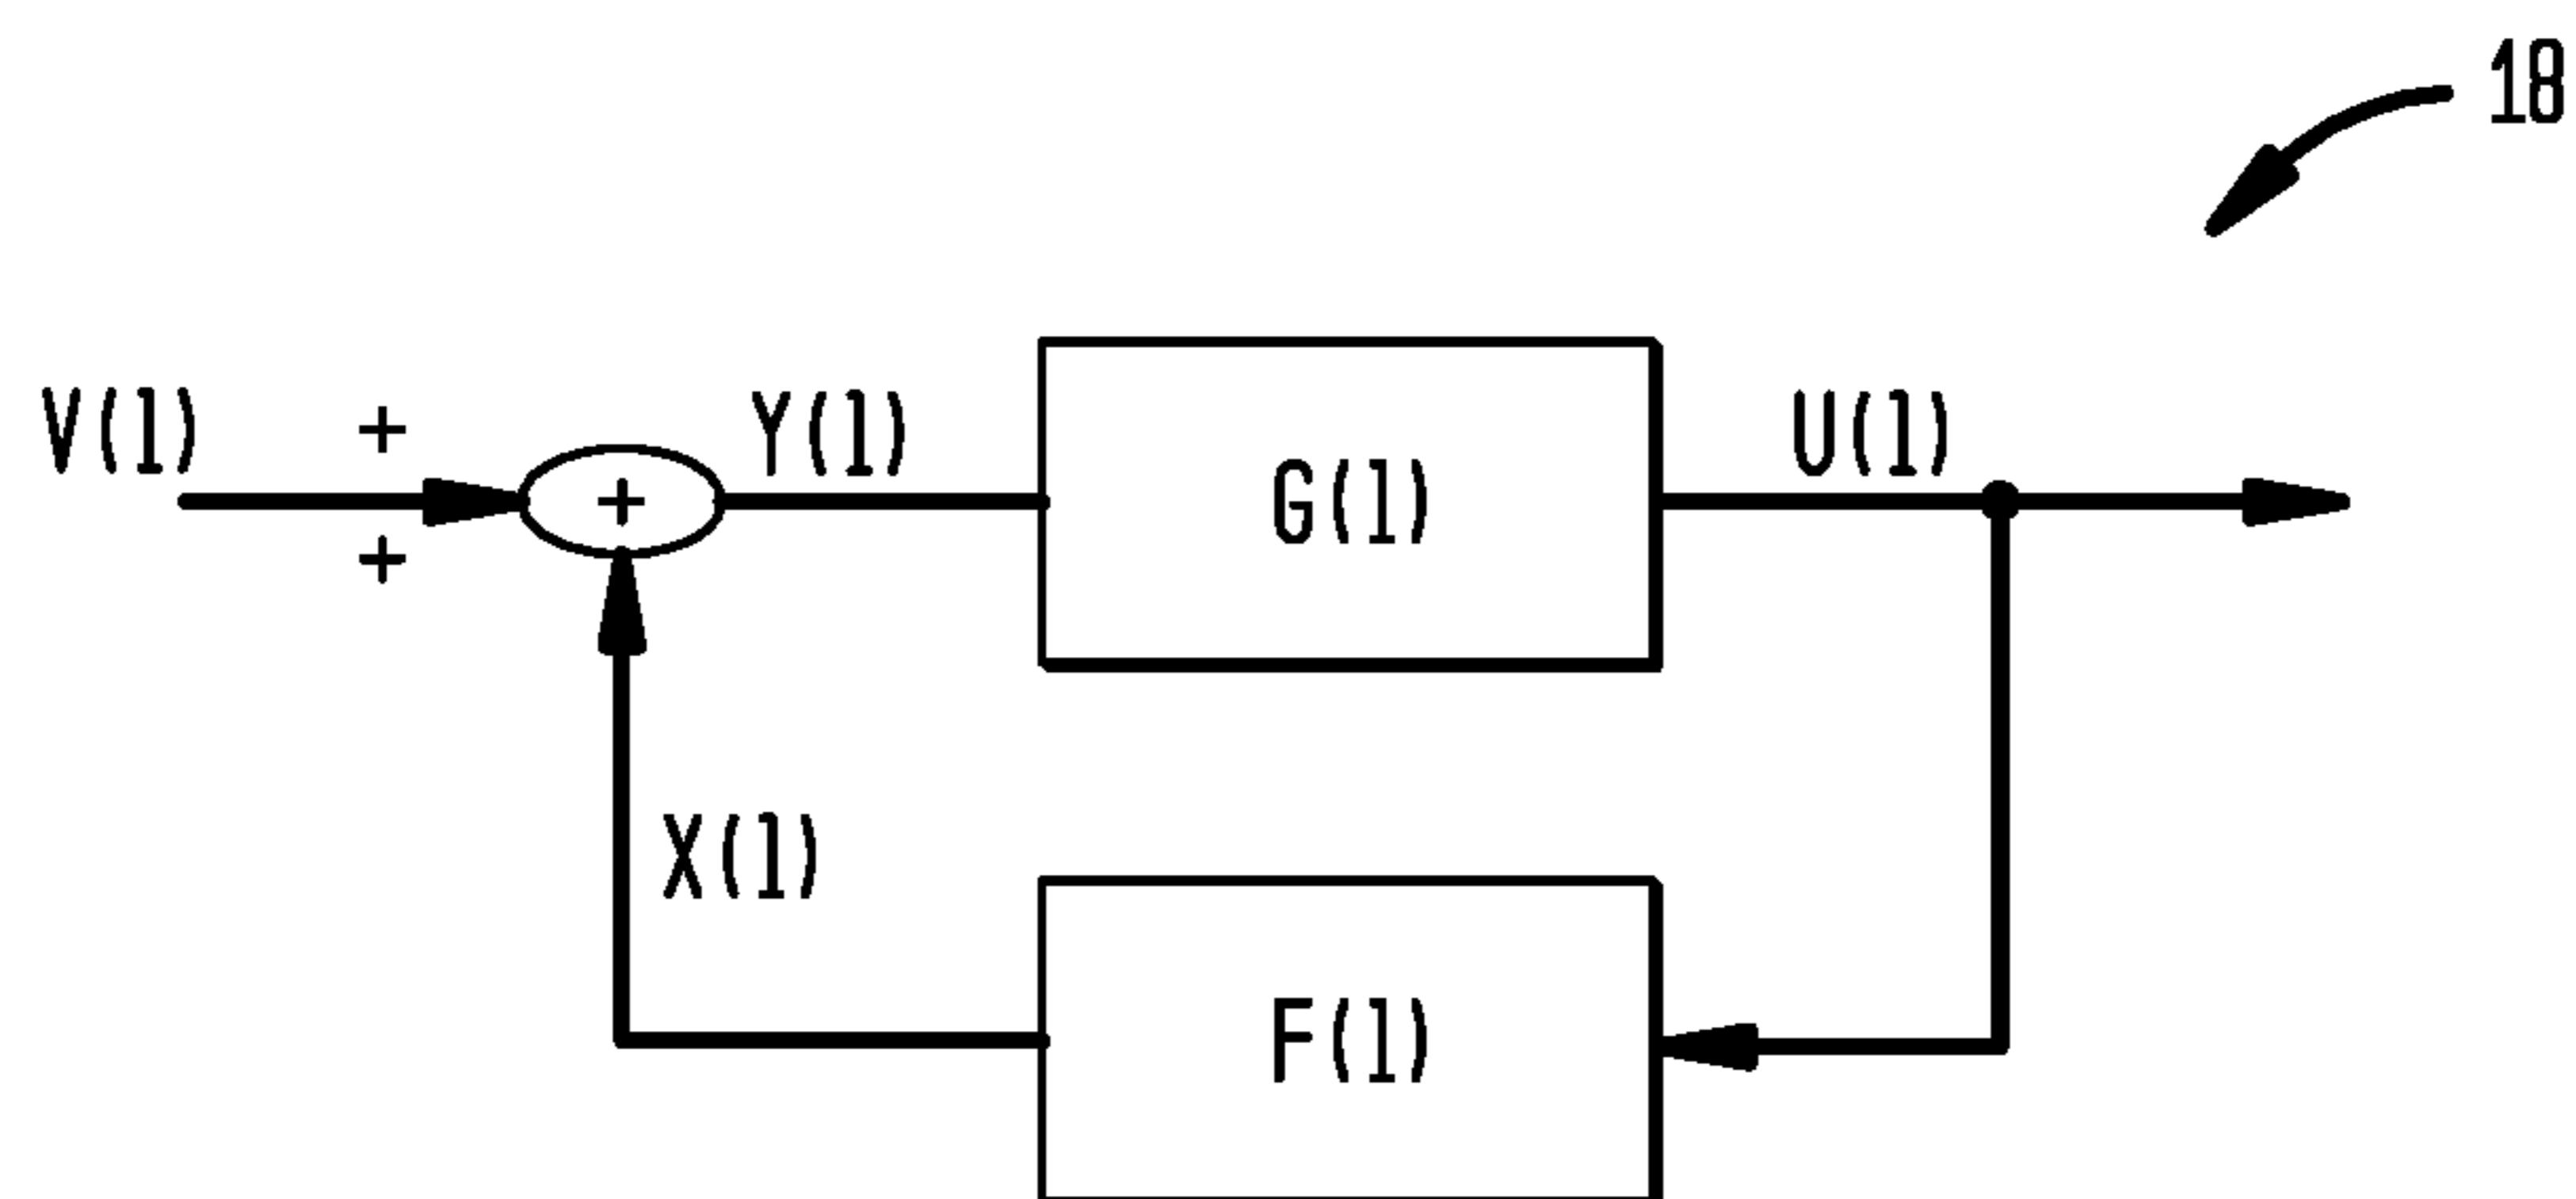 18
V(1)
+
+
+
Y(1)
G(1)
U(1)
X(1)
F(1)